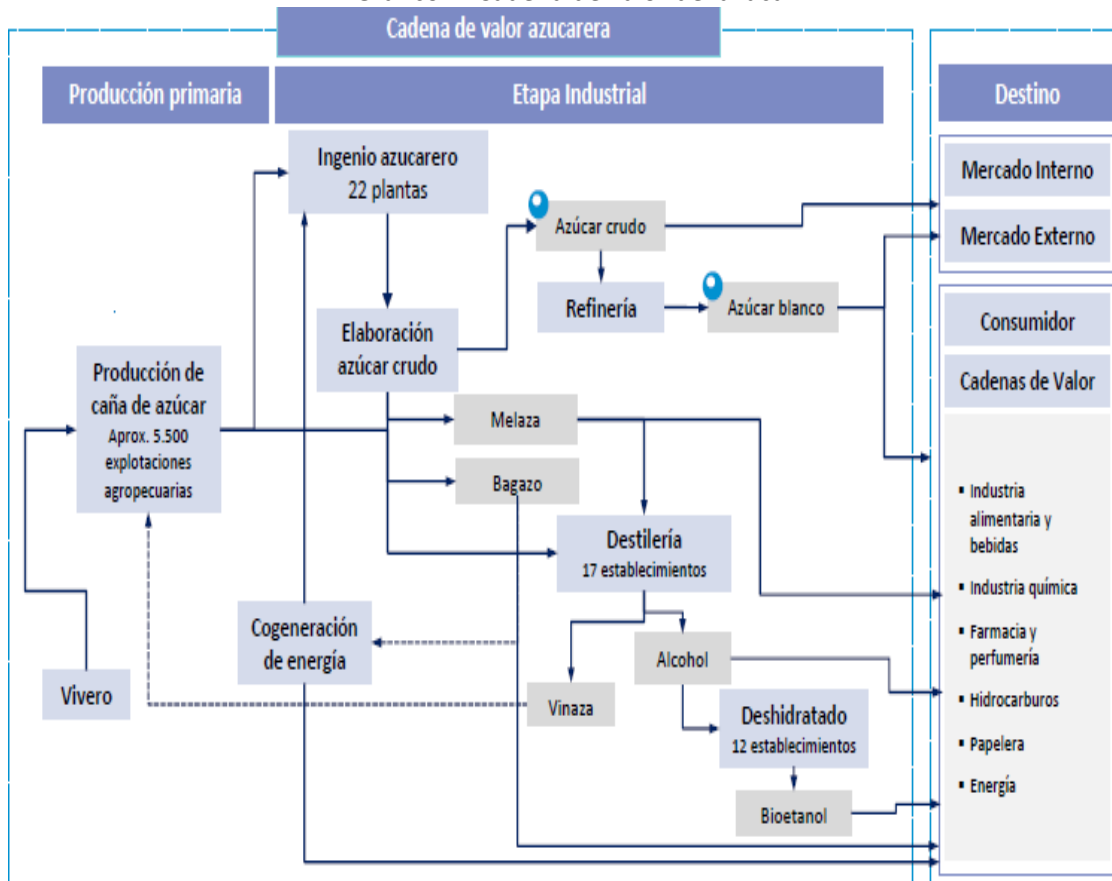 Cadena de valor azucarera
Producción primaria
Etapa Industrial
Destino
Ingenio azucarero
22 plantas
Azúcar crudo
Mercado Interno
Mercado Externo
Refinería
Azúcar blanco
Elaboración
azúcar crudo
Consumidor
Cadenas de Valor
Producción de
caña de azúcar
Aprox. 5.500
explotaciones
agropecuarias
Melaza
Bagazo
Destilería
17 establecimientos
▪ Industria
alimentaria y
bebidas
▪ Industria química
▪ Farmacia y
perfumería
▪ Hidrocarburos
▪ Papelera
▪ Energía
Cogeneración
de energía
Alcohol
Vivero
Vinaza
Deshidratado
12 establecimientos
Bioetanol